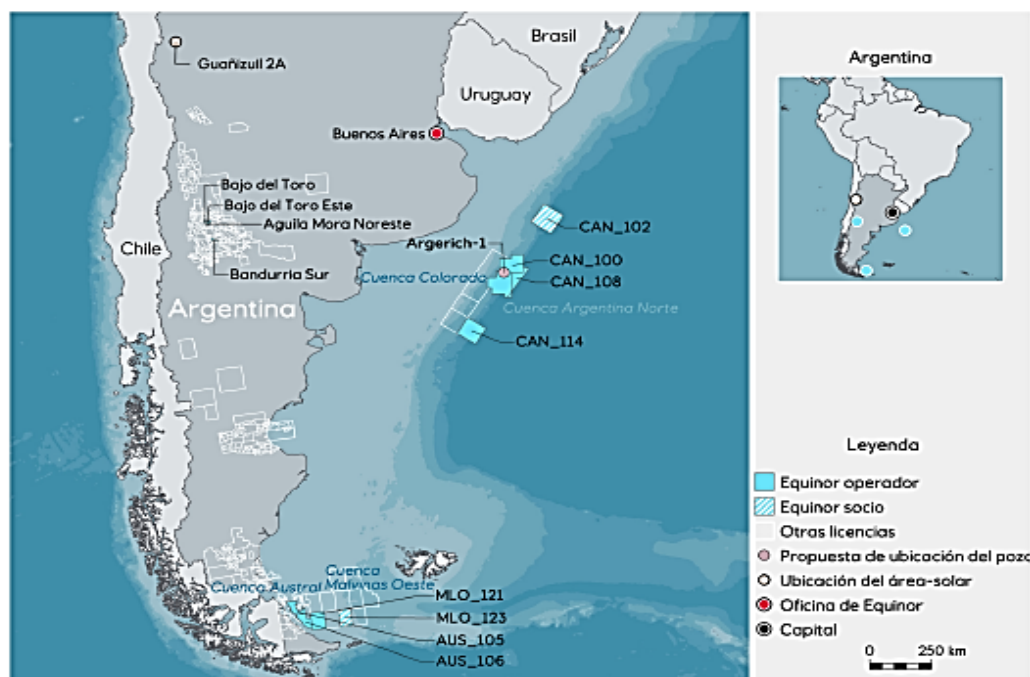 Brasil
Guañizuil 2A
Uruguay
Buenos Aires
Bajo del Toro
Bajo del Toro Este
Aguila Mora Noreste
CAN_102
Chile
Argerich-1
CAN_100
Bandurria Sur
Cuenca Colorado
CAN_108
Argentina
Cuenca Argentina Norte
CAN_114
Cuenca Austral
Cuenca
Malvinas Oeste
MLO_121
MLO_123
AUS_105
AUS_106
Argentina
Leyenda
Equinor operador
Equinor socio
Otras licencias
Propuesta de ubicación del pozo
Ubicación del área-solar
Oficina de Equinor
Capital
0 250 km